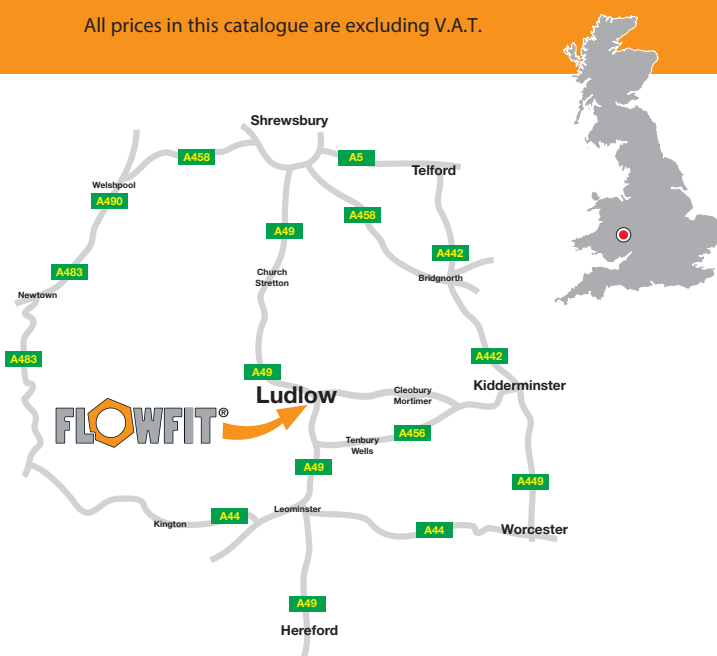 All prices in this catalogue are excluding V.A.T.
Shrewsbury
A458
A5
Telford
Welshpool
A490
A458
A49
A442
Church
Stretton
A483
Bridgnorth
Newtown
A483
A442
A49
Ludlow
Cleobury
Mortimer
Kidderminster
FLOWFIT®
A456
Tenbury
Wells
A49
A449
Leominster
A44
Kington
A44
Worcester
A49
Hereford